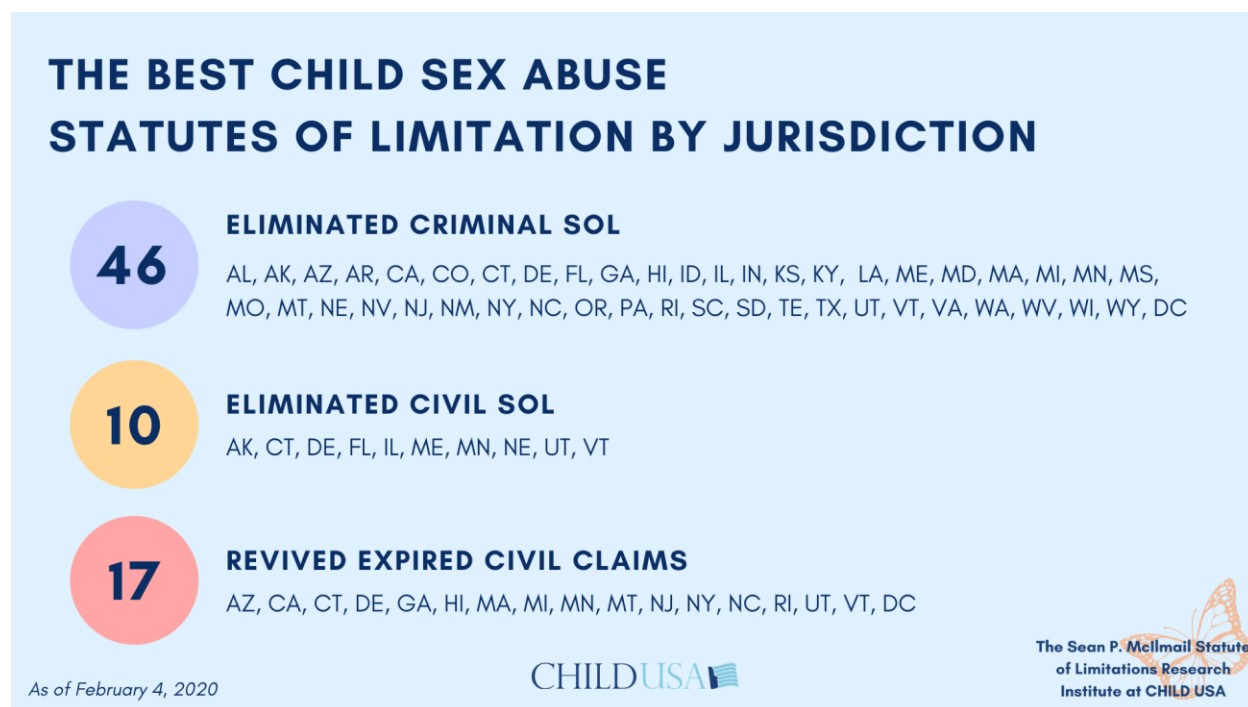 THE BEST CHILD SEX ABUSE
STATUTES OF LIMITATION BY JURISDICTION
46
ELIMINATED CRIMINAL SOL
AL, AK, AZ, AR, CA, CO, CT, DE, FL, GA, HI, ID, IL, IN, KS, KY, LA, ME, MD, MA, MI, MN, MS,
MO, MT, NE, NV, NJ, NM, NY, NC, OR, PA, RI, SC, SD, TE, TX, UT, VT, VA, WA, WV, WI, WY, DC
10
ELIMINATED CIVIL SOL
AK, CT, DE, FL, IL, ME, MN, NE, UT, VT
17
REVIVED EXPIRED CIVIL CLAIMS
AZ, CA, CT, DE, GA, HI, MA, MI, MN, MT, NJ, NY, NC, RI, UT, VT, DC
As of February 4, 2020
CHILDUSA
The Sean P. McIlmail Statute
of Limitations Research
Institute at CHILD USA